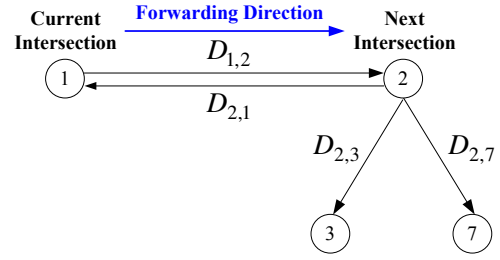 Forwarding Direction
Current
Intersection
Next
Intersection
D1,2
1
2
D2,1
D2,3
D2,7
3
7